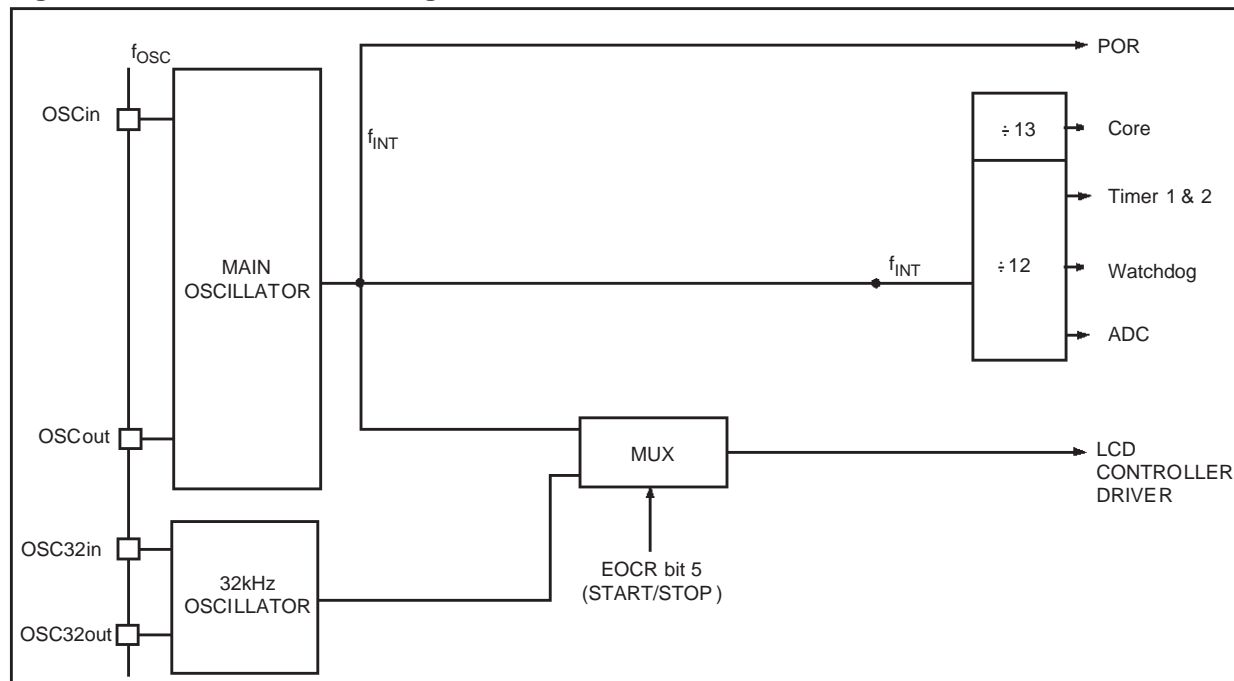 fOSC
POR
OSCin
÷13
Core
fINT
Timer 1 & 2
MAIN
OSCILLATOR
fINT
÷12
Watchdog
ADC
OSCout
MUX
LCD
CONTROLLER
DRIVER
OSC32in
32kHz
OSCILLATOR
EOCR bit 5
(START/STOP)
OSC32out